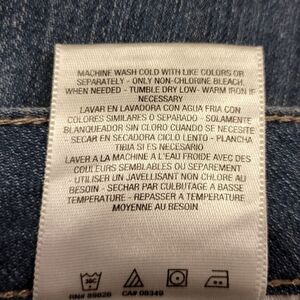 MACHINE WASH COLD WITH LIKE COLORS OR
SEPARATELY - ONLY NON-CHLORINE BLEACH,
WHEN NEEDED - TUMBLE DRY LOW - WARM IRON IF
NECESSARY
LAVAR EN LAVADORA CON AGUA FRIA CON
COLORES SIMILARES O SEPARADO - SOLAMENTE
BLANQUEADOR SIN CLORO CUANDO SE NECESITE -
SECAR EN SECADORA CICLO LENTO - PLANCHA
TIBIA SI ES NECESARIO
LAVER A LA MACHINE A L'EAU FROIDE AVEC DES
COULEURS SEMBLABLES OU SEPAREMENT
- UTILISER UN JAVELLISANT NON CHLORE AU
BESOIN - SECHAR PAR CULBUTAGE A BASSE
TEMPERATURE - REPASSER A TEMPERATURE
MOYENNE AU BESOIN
30C
RN# 89826 CA# 09349